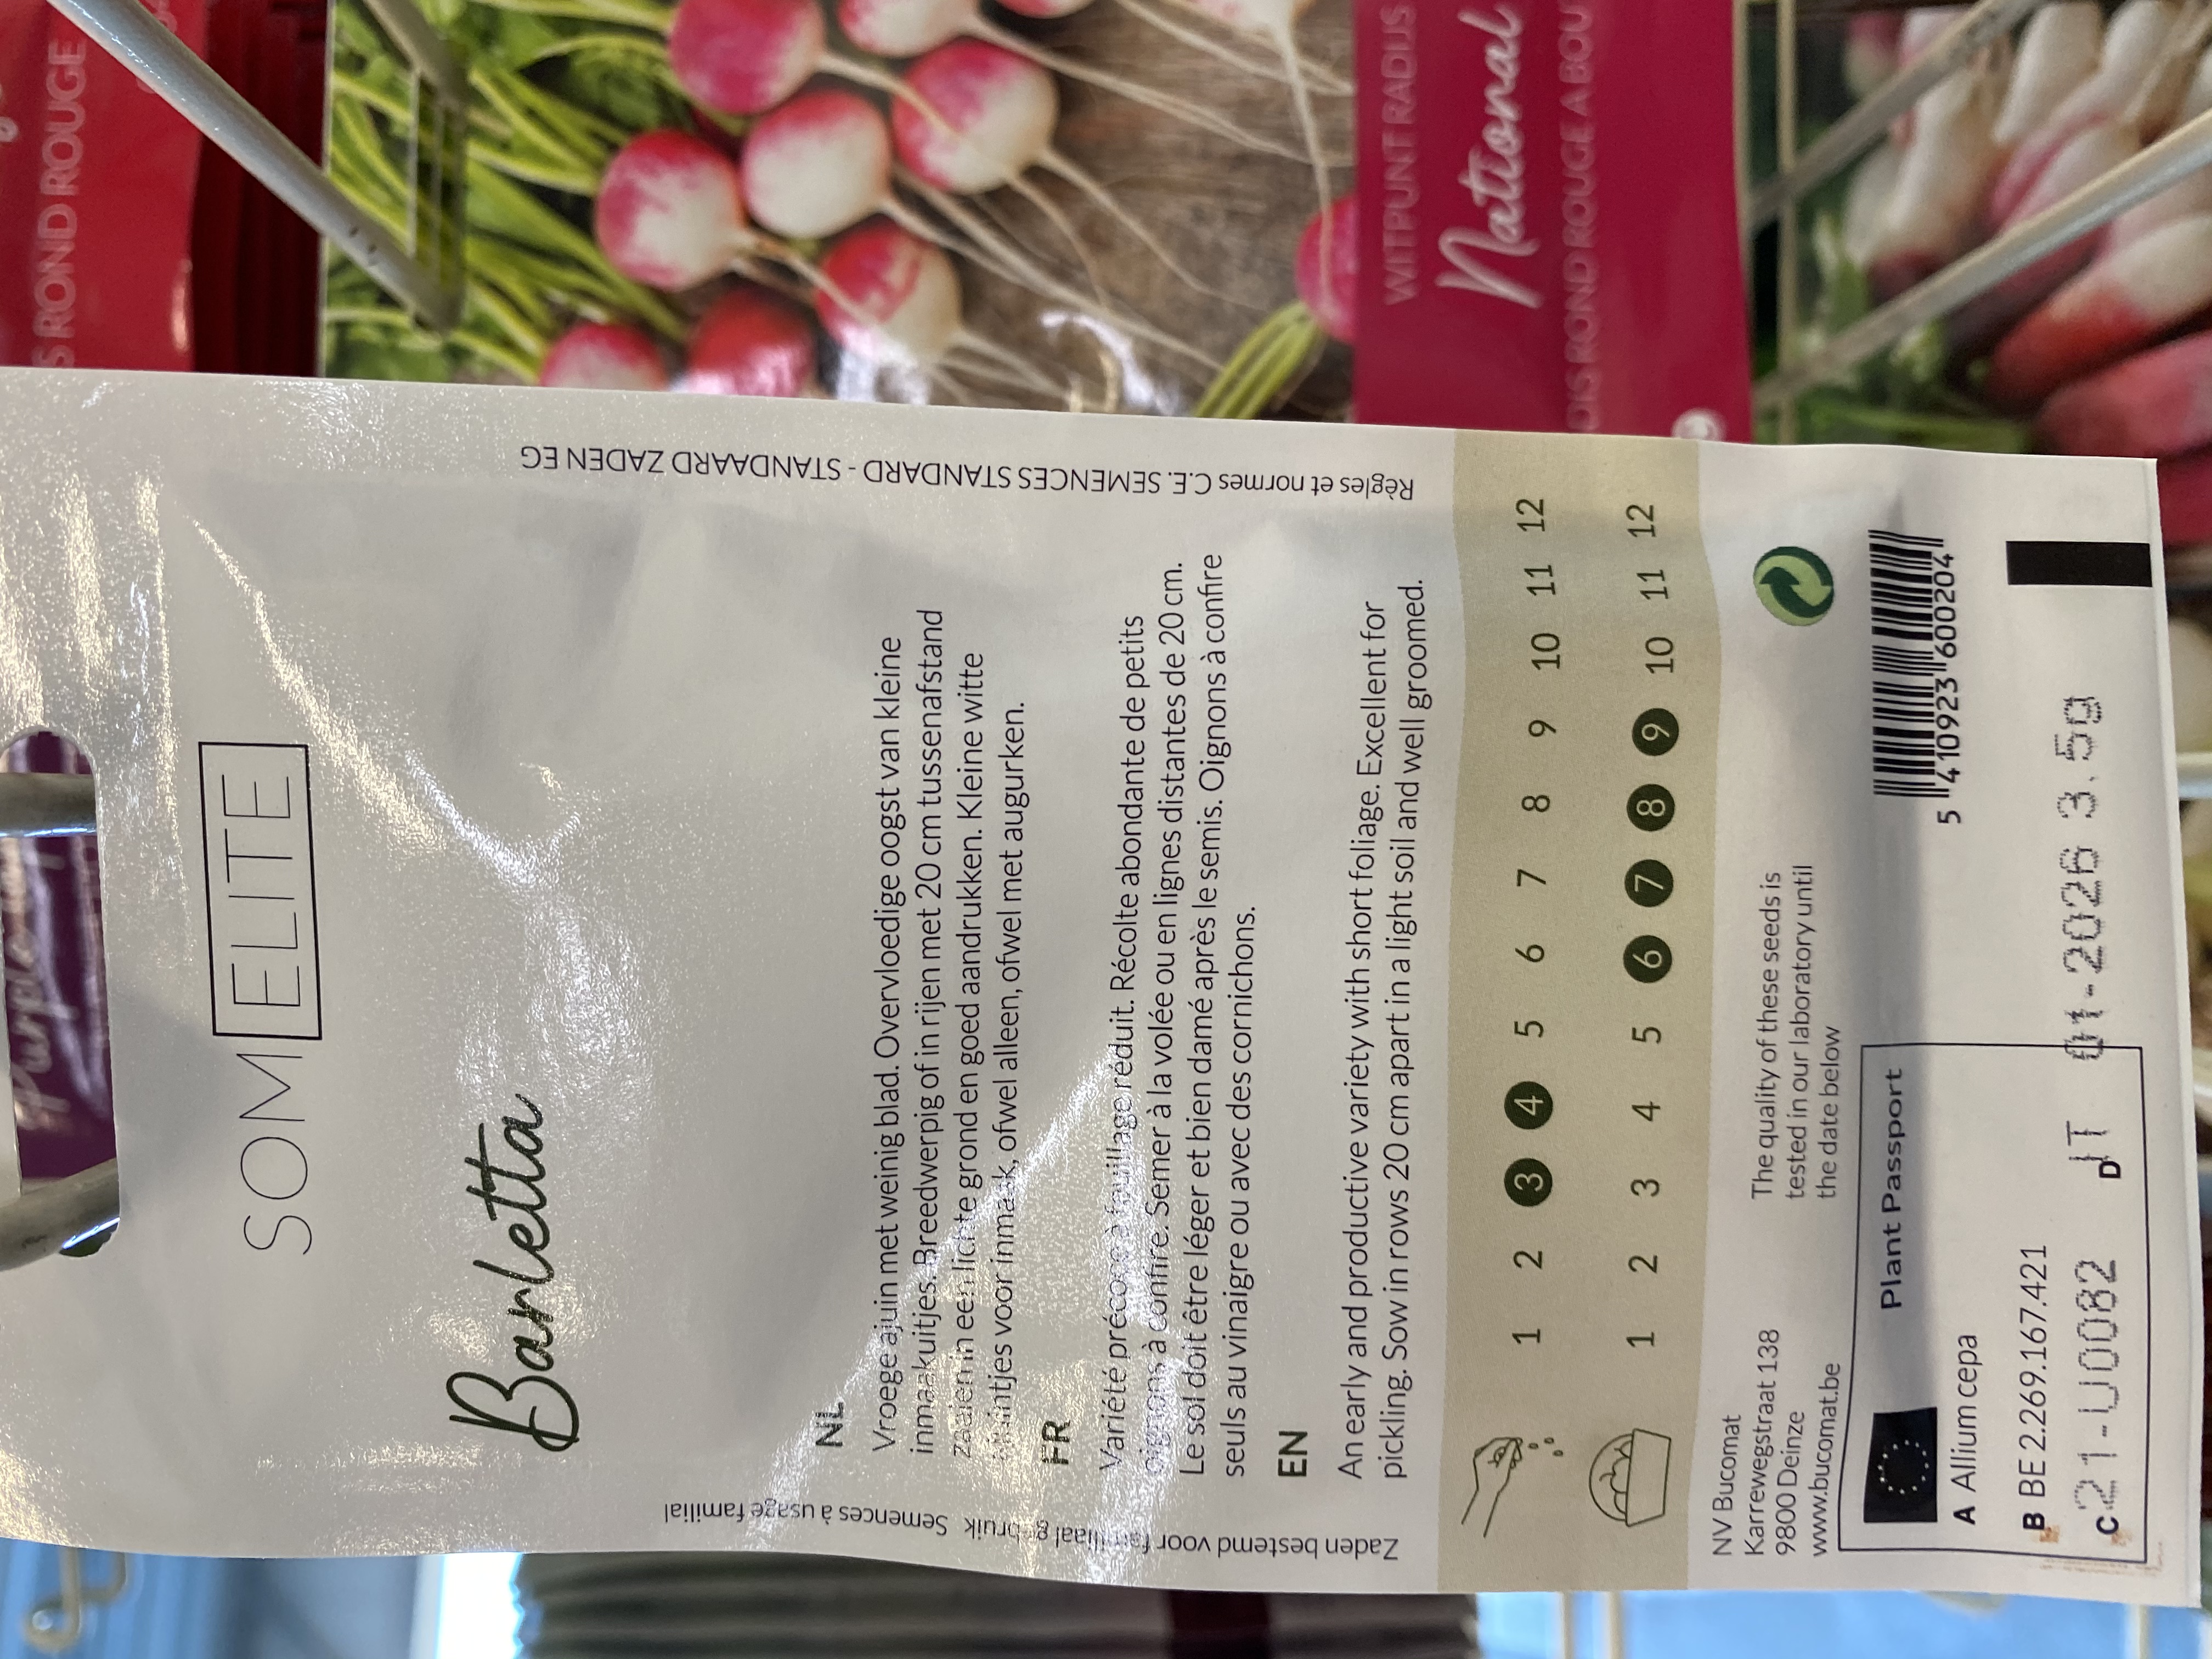 SOMELITE
Barletta
NL
Vroege ajuin met weinig blad. Overvloedige oogst van kleine
inmaakuitjes. Breedwerpig of in rijen met 20 cm tussenafstand
zaaien in een lichte grond en goed aandrukken. Kleine witte
ajuintjes voor inmaak, ofwel alleen, ofwel met augurken.
FR
Variété précoce à feuillage réduit. Récolte abondante de petits
oignons à confire. Semer à la volée ou en lignes distantes de 20 cm.
Le sol doit être léger et bien damé après le semis. Oignons à confire
seuls au vinaigre ou avec des cornichons.
EN
An early and productive variety with short foliage. Excellent for
pickling. Sow in rows 20 cm apart in a light soil and well groomed.
1 2 3 4 5 6 7 8 9 10 11 12
1 2 3 4 5 6 7 8 9 10 11 12
NV Bucomat
Karrewegstraat 138
9800 Deinze
www.bucomat.be
The quality of these seeds is
tested in our laboratory until
the date below
Plant Passport
A Allium cepa
B BE 2.269.167.421
C 21-U0082 D IT 01-2026 3.5g
5 410923 600204
Zaden bestemd voor familiaal gebruik Semences à usage familial
Règles et normes C.E. SEMENCES STANDARD - STANDAARD ZADEN EG
ROND ROUGE
WITPUNT RADIJS
National
ROND ROUGE A BOU
Purple